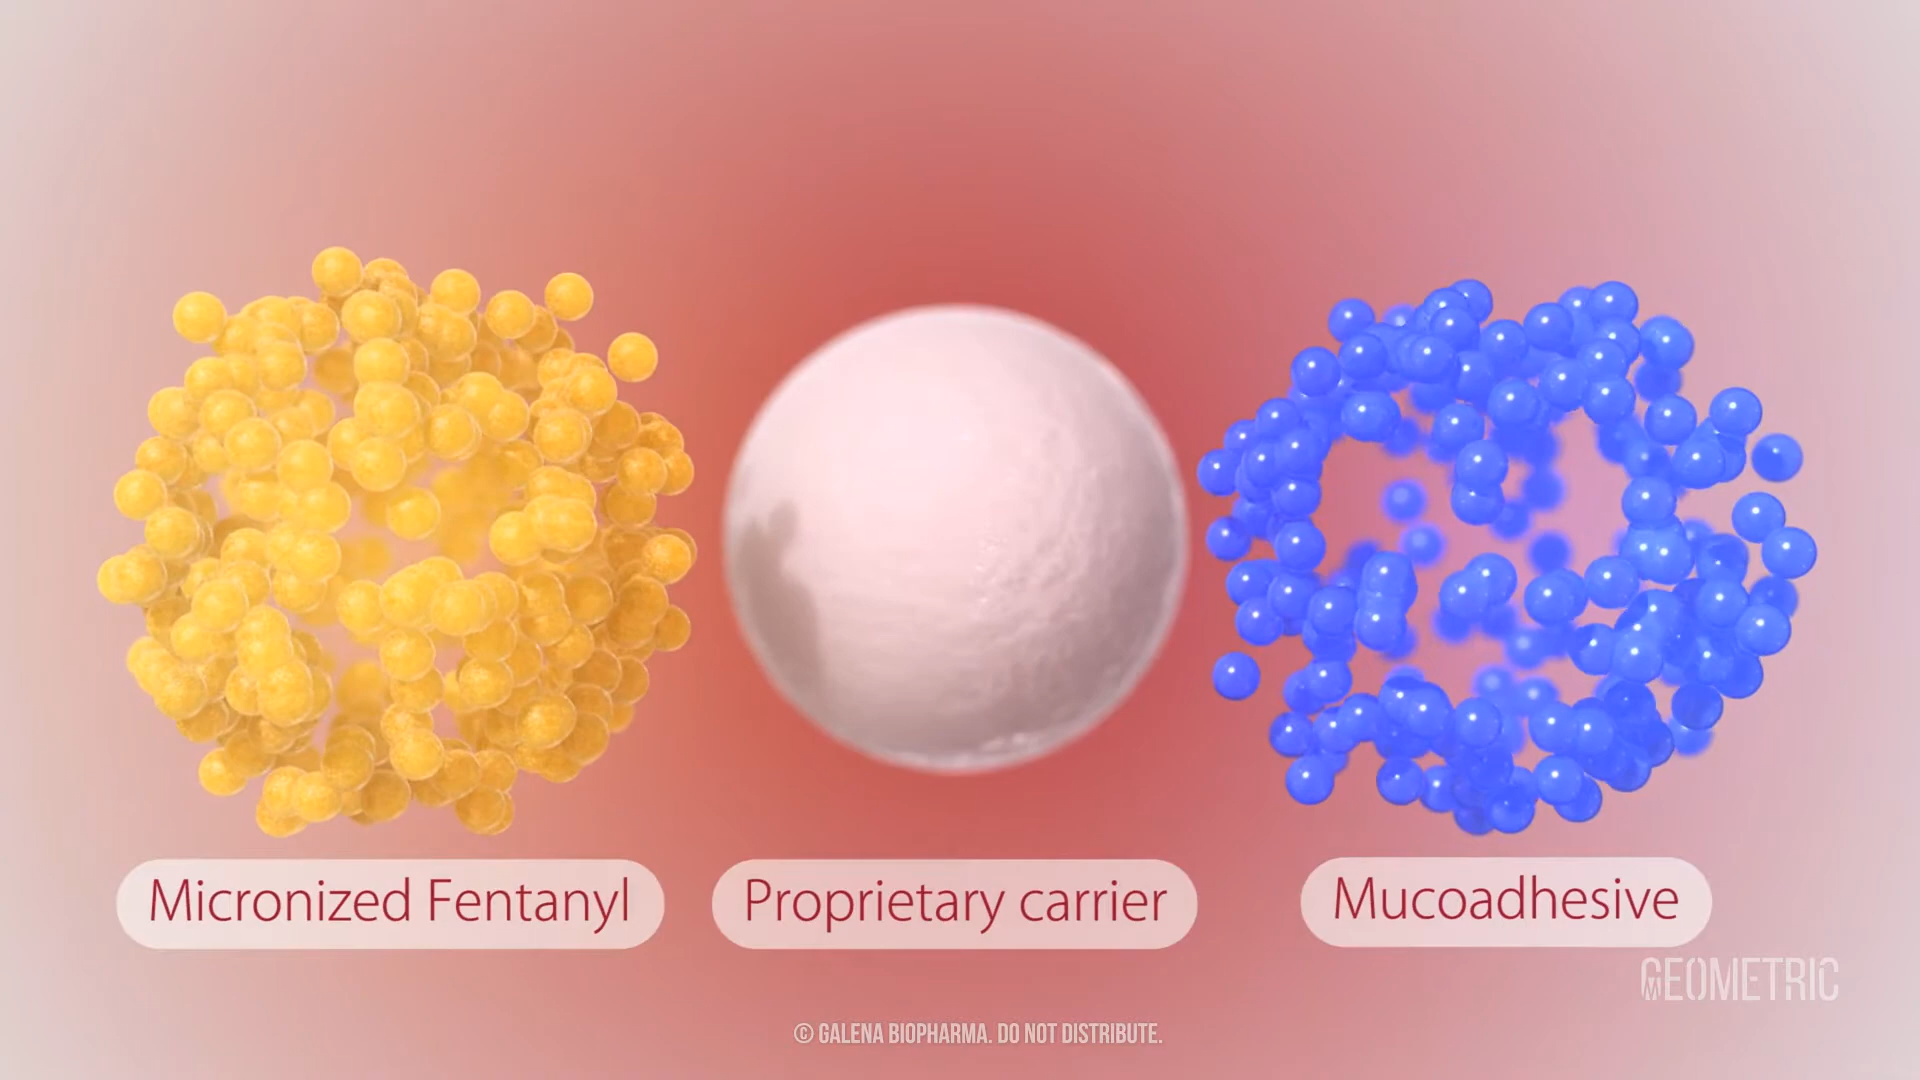 Micronized Fentanyl
Proprietary carrier
Mucoadhesive
GEOMETRIC
© GALENA BIOPHARMA. DO NOT DISTRIBUTE.